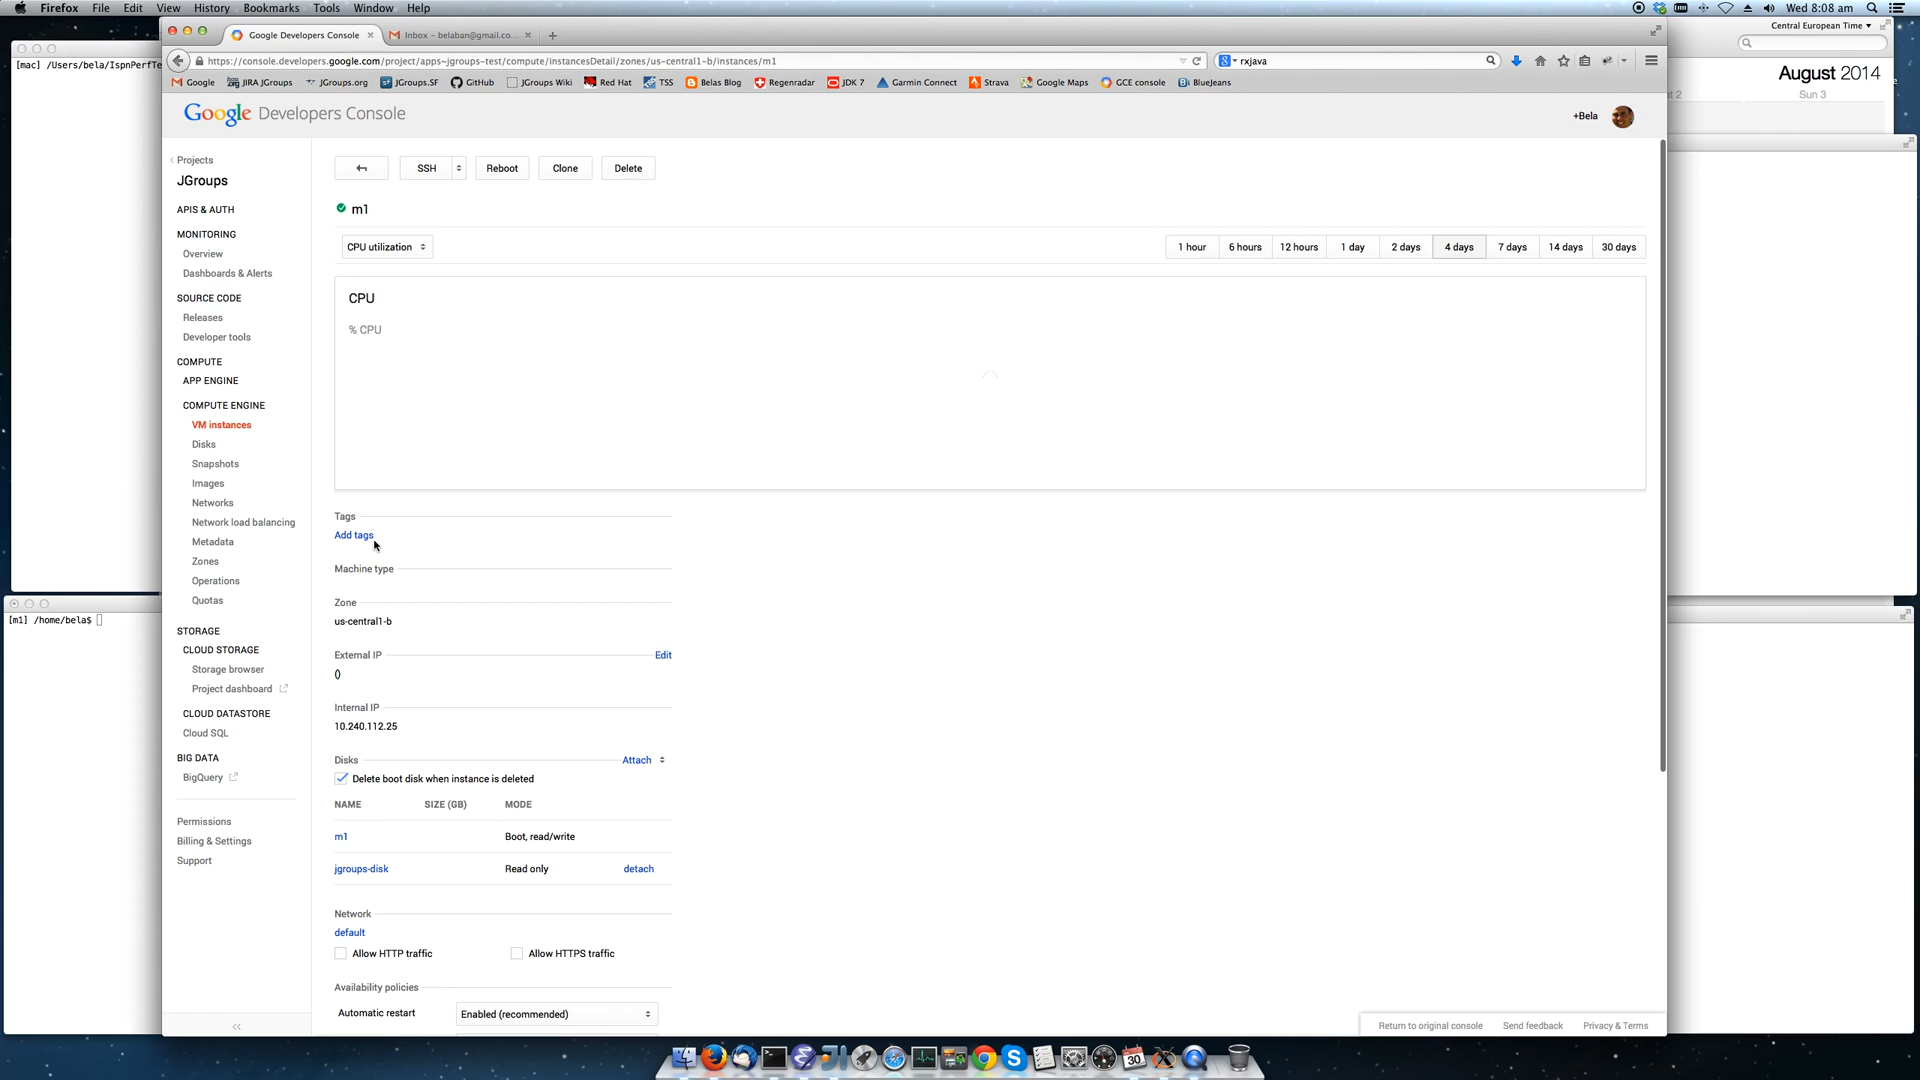 Firefox File Edit View History Bookmarks Tools Window Help
Wed 8:08 am
Central European Time
[mac] /Users/bela/IspnPerfTe
Google Developers Console
Inbox – belaban@gmail.co...
https://console.developers.google.com/project/apps~jgroups-test/compute/instancesDetail/zones/us-central1-b/instances/m1
rxjava
August 2014
Sun 3
Google JIRA JGroups JGroups.org JGroups.SF GitHub JGroups Wiki Red Hat TSS Belas Blog Regenradar JDK 7 Garmin Connect Strava Google Maps GCE console BlueJeans
Google Developers Console
+Bela
Projects
JGroups
APIS & AUTH
MONITORING
Overview
Dashboards & Alerts
SOURCE CODE
Releases
Developer tools
COMPUTE
APP ENGINE
COMPUTE ENGINE
VM instances
Disks
Snapshots
Images
Networks
Network load balancing
Metadata
Zones
Operations
Quotas
STORAGE
CLOUD STORAGE
Storage browser
Project dashboard
CLOUD DATASTORE
Cloud SQL
BIG DATA
BigQuery
Permissions
Billing & Settings
Support
SSH Reboot Clone Delete
m1
CPU utilization
1 hour 6 hours 12 hours 1 day 2 days 4 days 7 days 14 days 30 days
CPU
% CPU
Tags
Add tags
Machine type
Zone
us-central1-b
External IP Edit
()
Internal IP
10.240.112.25
Disks Attach
Delete boot disk when instance is deleted
NAME SIZE (GB) MODE
m1 Boot, read/write
jgroups-disk Read only detach
Network
default
Allow HTTP traffic Allow HTTPS traffic
Availability policies
Automatic restart Enabled (recommended)
Return to original console Send feedback Privacy & Terms
[m1] /home/bela$
30